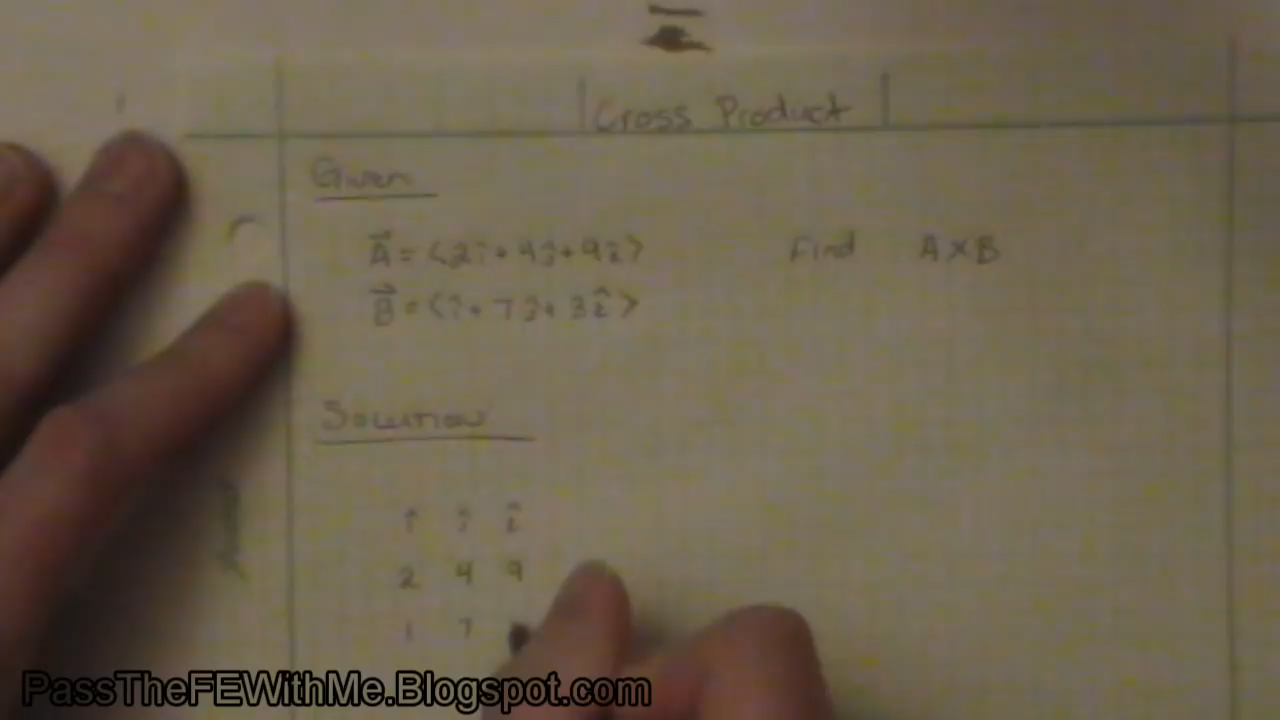 Cross Product
Given
A = <2î + 4ĵ + 9k̂> Find A×B
B = <î + 7ĵ + 3k̂>
Solution
î ĵ k̂
2 4 9
1 7
PassTheFEWithMe.Blogspot.com